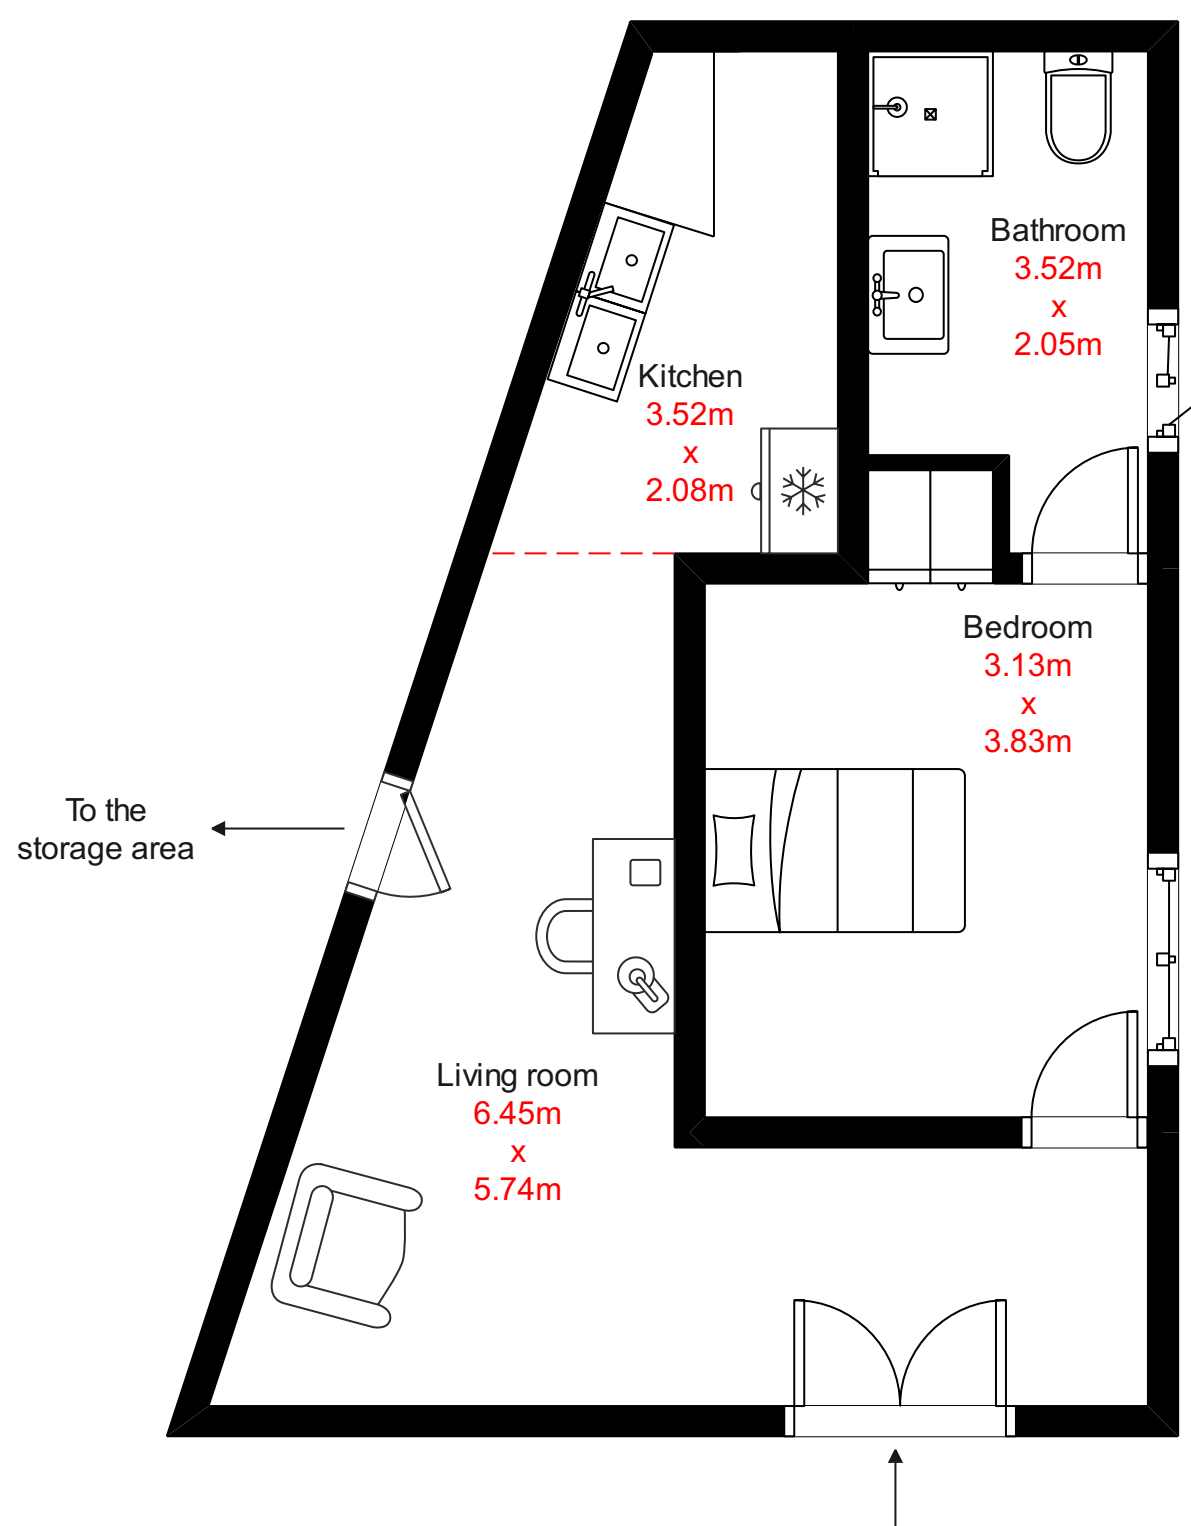 Bathroom
3.52m
x
2.05m
Kitchen
3.52m
x
2.08m
Bedroom
3.13m
x
3.83m
To the
storage area
Living room
6.45m
x
5.74m